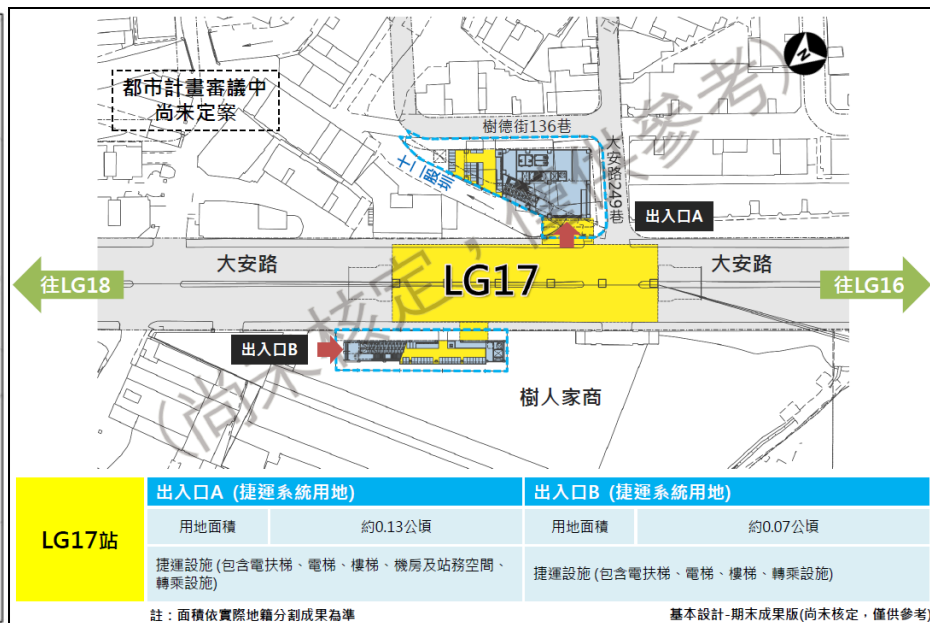 都市計畫審議中
尚未定案
樹德街136巷
大安路249巷
十二股圳
出入口A
大安路
大安路
LG17
往LG18
往LG16
出入口B
樹人家商
(尚未核定，僅供參考)
N
LG17站
出入口A (捷運系統用地)
出入口B (捷運系統用地)
用地面積
約0.13公頃
用地面積
約0.07公頃
捷運設施 (包含電扶梯、電梯、樓梯、機房及站務空間、
轉乘設施)
捷運設施 (包含電扶梯、電梯、樓梯、轉乘設施)
註：面積依實際地籍分割成果為準
基本設計-期末成果版(尚未核定，僅供參考)